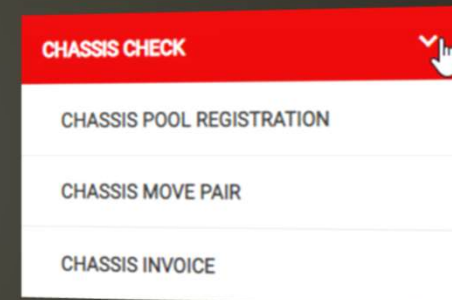 CHASSIS CHECK
CHASSIS POOL REGISTRATION
CHASSIS MOVE PAIR
CHASSIS INVOICE